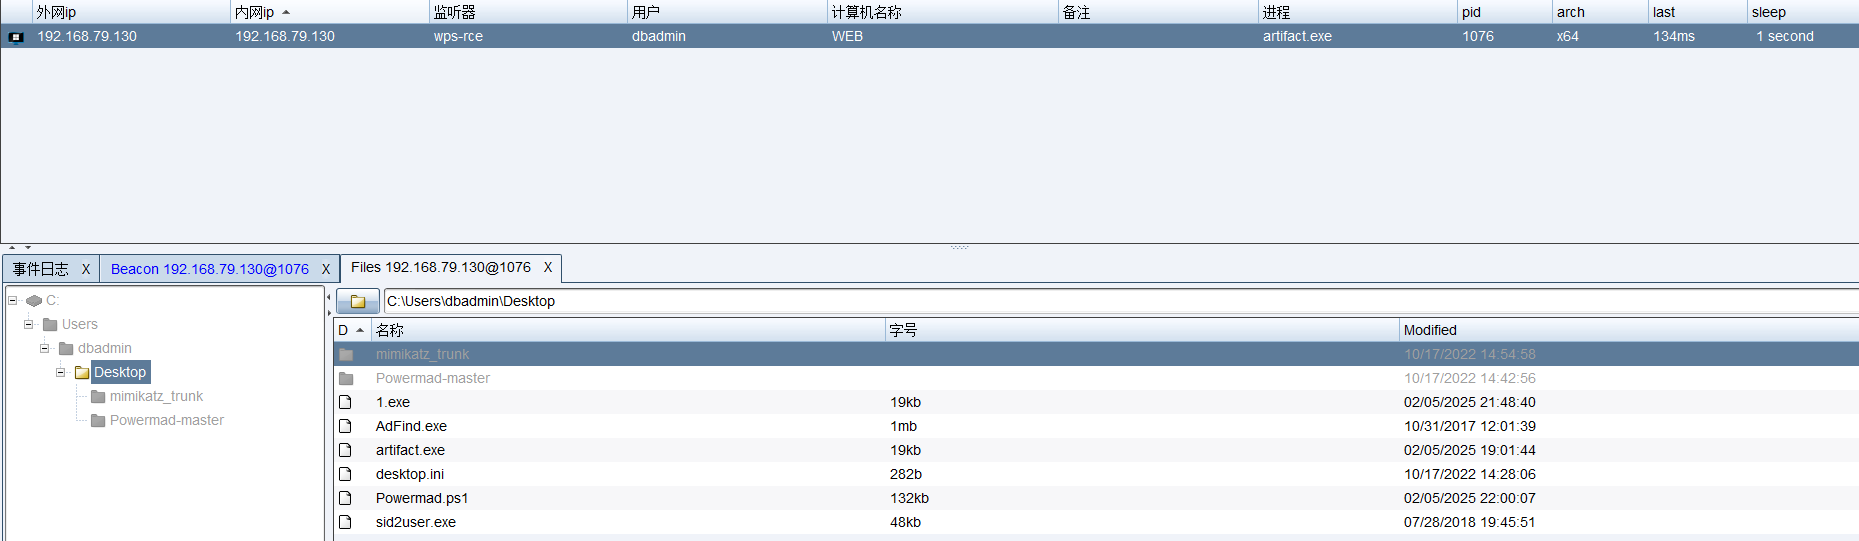 外网ip 内网ip 监听器 用户 计算机名称 备注 进程 pid arch last sleep
192.168.79.130 192.168.79.130 wps-rce dbadmin WEB artifact.exe 1076 x64 134ms 1 second
事件日志 X Beacon 192.168.79.130@1076 X Files 192.168.79.130@1076 X
C:
Users
dbadmin
Desktop
mimikatz_trunk
Powermad-master
C:\Users\dbadmin\Desktop
D 名称 字号 Modified
mimikatz_trunk 10/17/2022 14:54:58
Powermad-master 10/17/2022 14:42:56
1.exe 19kb 02/05/2025 21:48:40
AdFind.exe 1mb 10/31/2017 12:01:39
artifact.exe 19kb 02/05/2025 19:01:44
desktop.ini 282b 10/17/2022 14:28:06
Powermad.ps1 132kb 02/05/2025 22:00:07
sid2user.exe 48kb 07/28/2018 19:45:51